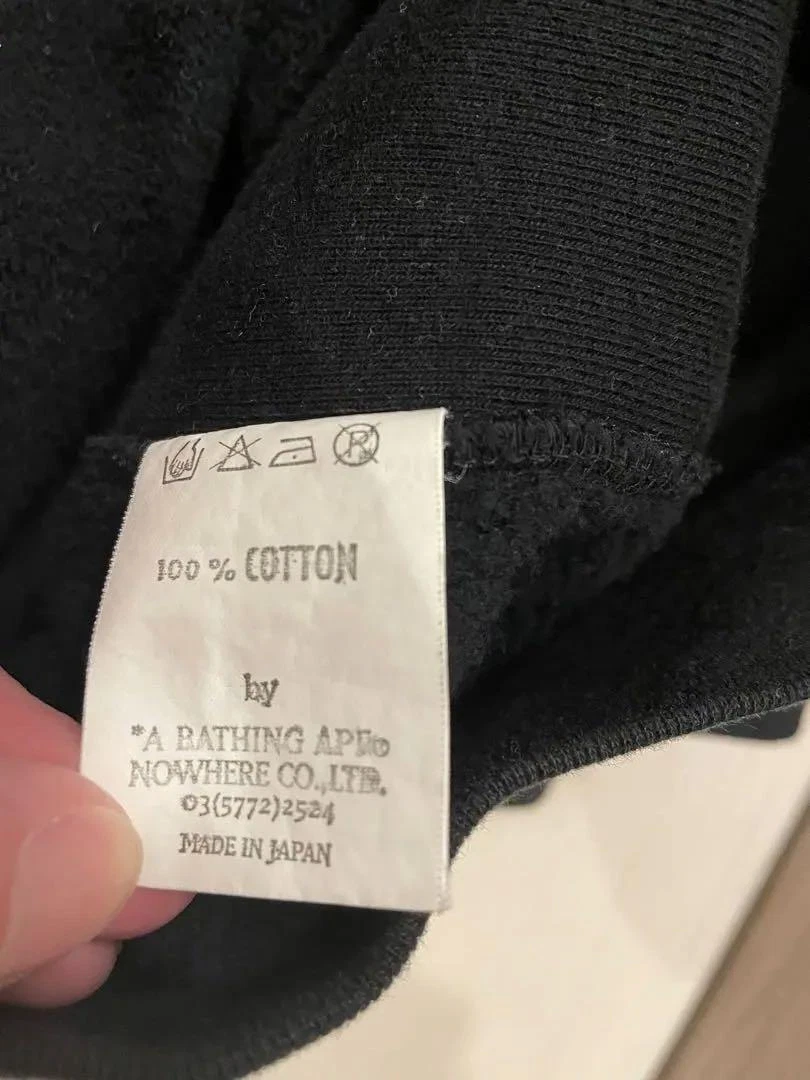 100 % COTTON
by
*A BATHING APE®
NOWHERE CO.,LTD.
03(5772)2524
MADE IN JAPAN